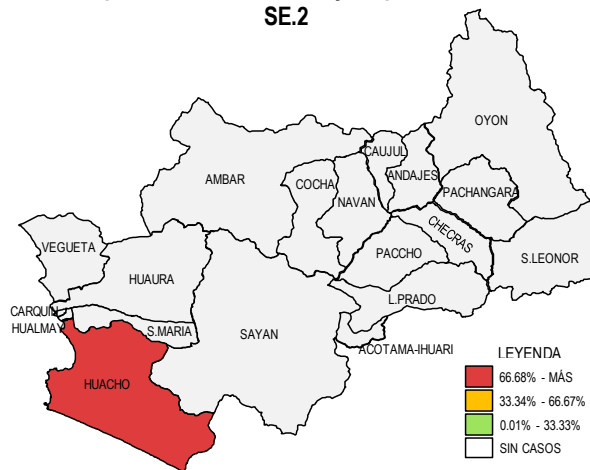 SE.2
OYON
CAUJUL
ANDAJES
AMBAR
COCHA
NAVAN
PACHANGARA
CHECRAS
VEGUETA
PACCHO
S.LEONOR
HUAURA
L.PRADO
CARQUIN
HUALMAY
S.MARIA
SAYAN
ACOTAMA-IHUARI
HUACHO
LEYENDA
66.68% - MÁS
33.34% - 66.67%
0.01% - 33.33%
SIN CASOS